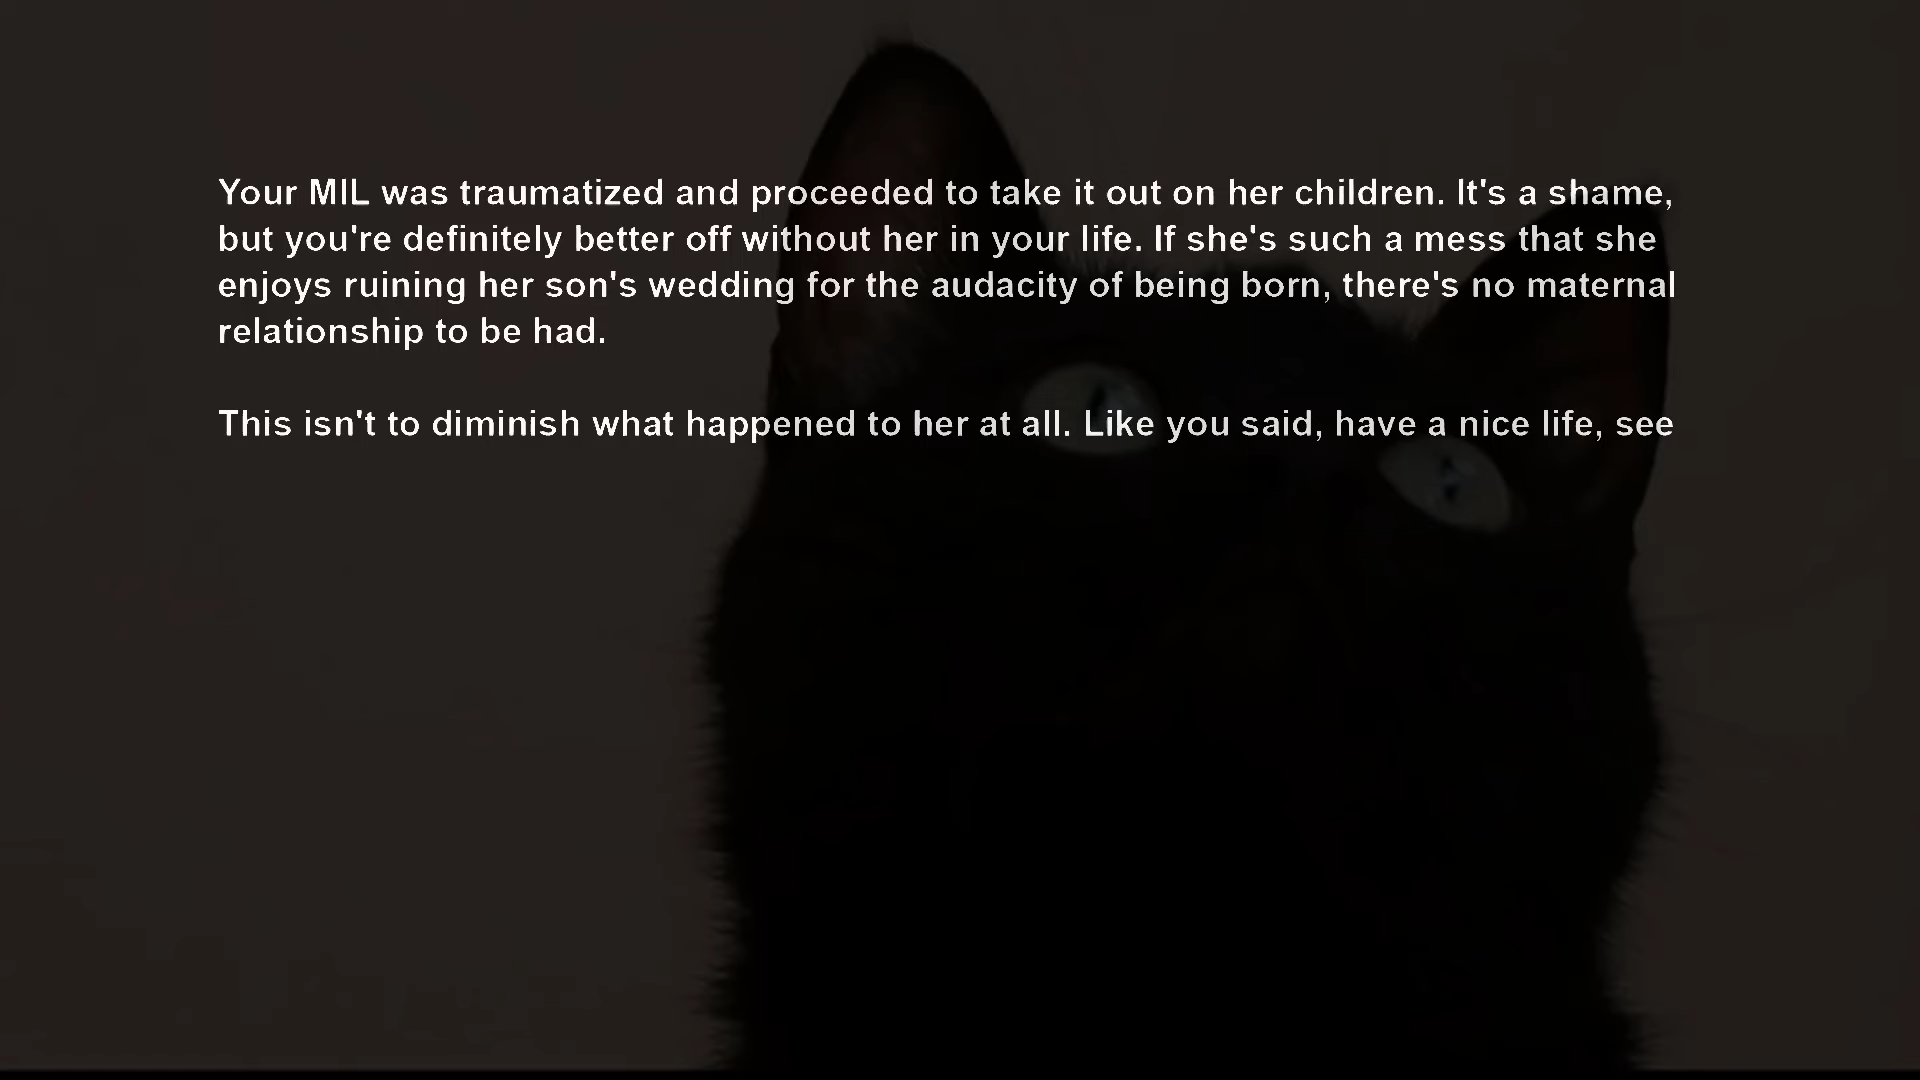 Your MIL was traumatized and proceeded to take it out on her children. It's a shame,
but you're definitely better off without her in your life. If she's such a mess that she
enjoys ruining her son's wedding for the audacity of being born, there's no maternal
relationship to be had.
This isn't to diminish what happened to her at all. Like you said, have a nice life, see